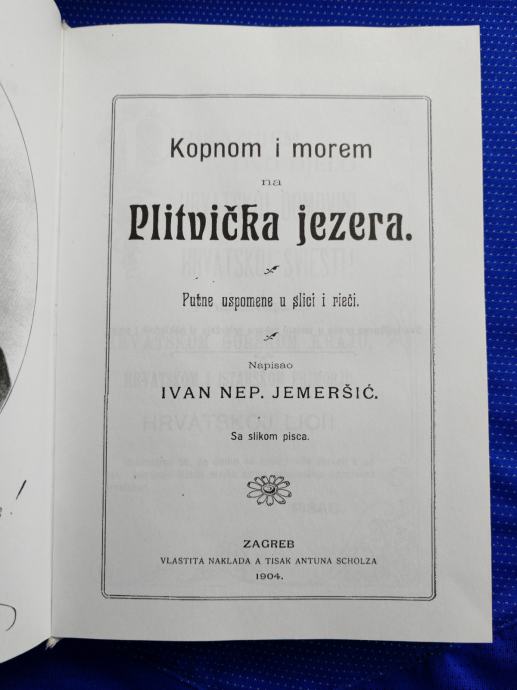 Kopnom i morem
na
Plitvička jezera.
Putne uspomene u slici i rieči.
Napisao
IVAN NEP. JEMERŠIĆ.
Sa slikom pisca.
ZAGREB
VLASTITA NAKLADA A TISAK ANTUNA SCHOLZA
1904.